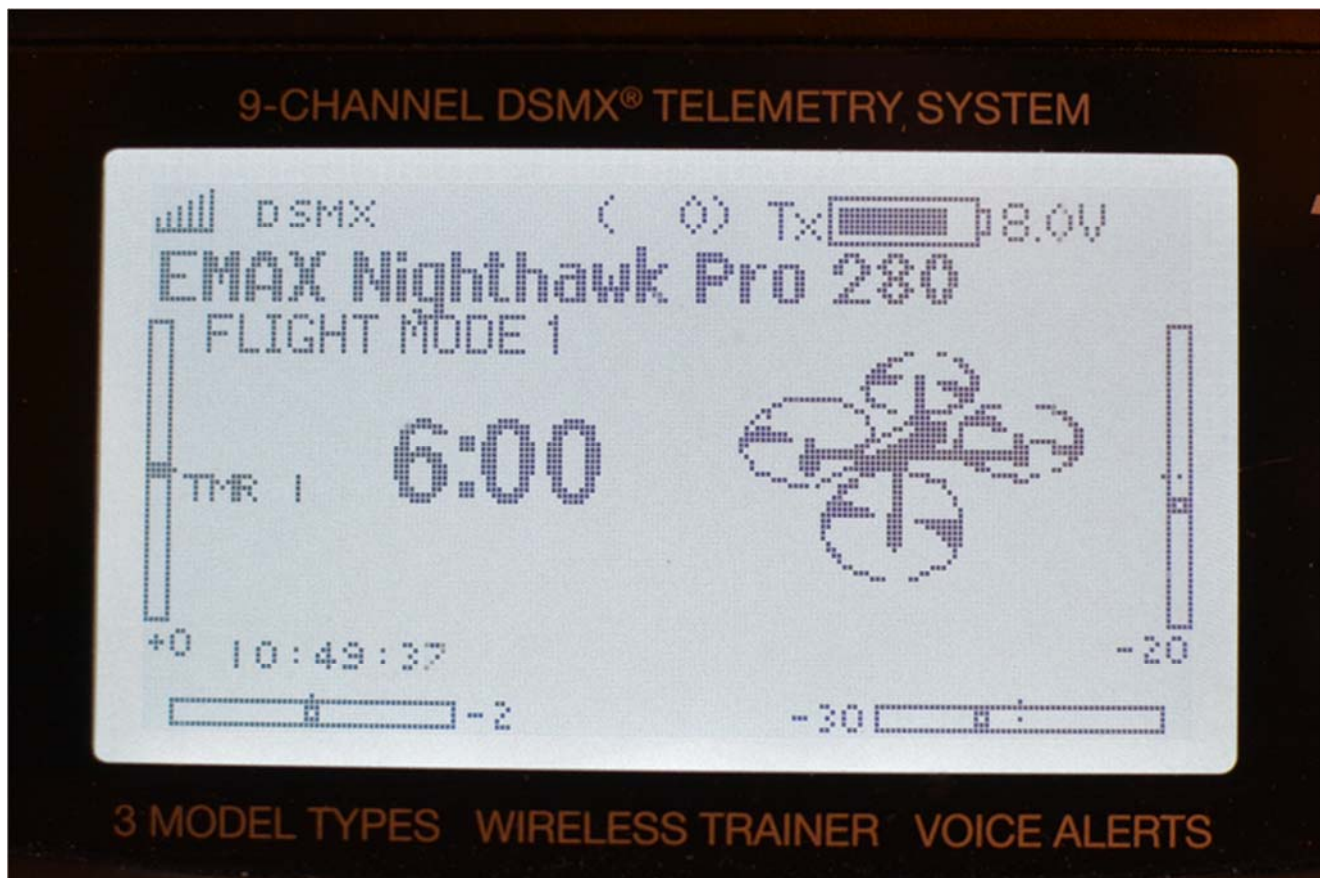 9-CHANNEL DSMX® TELEMETRY SYSTEM
DSMX ( 0) Tx 8.0V
EMAX Nighthawk Pro 280
FLIGHT MODE 1
TMR 1 6:00
+0 10:49:37 -20
-2 -30
3 MODEL TYPES WIRELESS TRAINER VOICE ALERTS